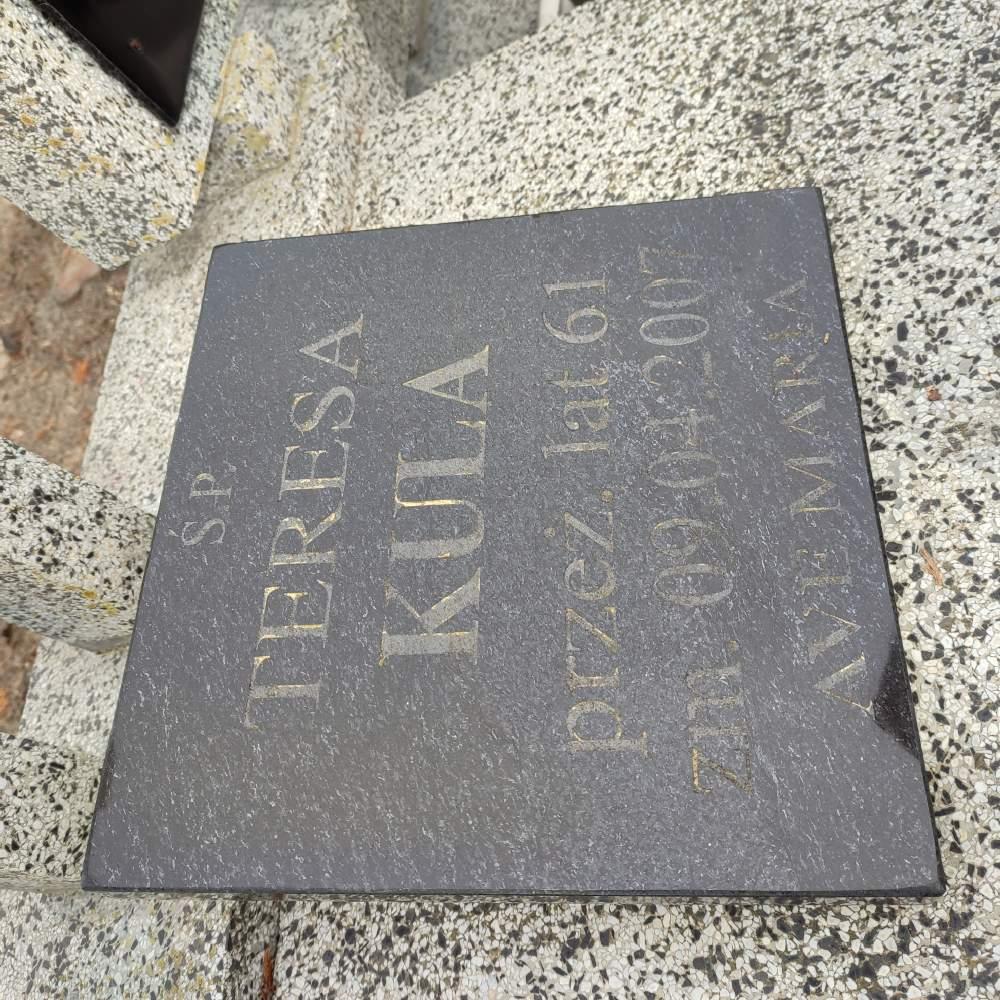 ŚP
TERESA
KULA
przeż. lat 61
zm. 09.04.2007
AVE MARIA